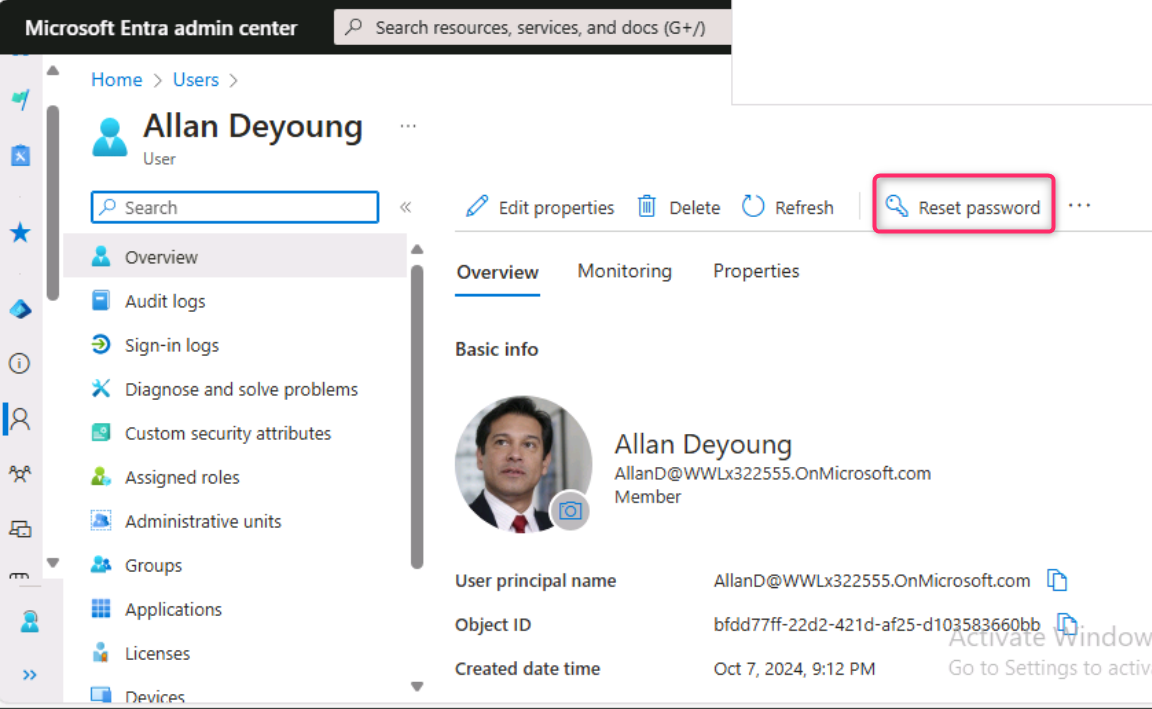 Microsoft Entra admin center
Search resources, services, and docs (G+/)
Home > Users >
Allan Deyoung ...
User
Search «
Edit properties Delete Refresh Reset password ...
Overview
Audit logs
Sign-in logs
Diagnose and solve problems
Custom security attributes
Assigned roles
Administrative units
Groups
Applications
Licenses
Devices
Overview Monitoring Properties
Basic info
Allan Deyoung
AllanD@WWLx322555.OnMicrosoft.com
Member
User principal name AllanD@WWLx322555.OnMicrosoft.com
Object ID bfdd77ff-22d2-421d-af25-d103583660bb
Created date time Oct 7, 2024, 9:12 PM
Activate Window
Go to Settings to activa